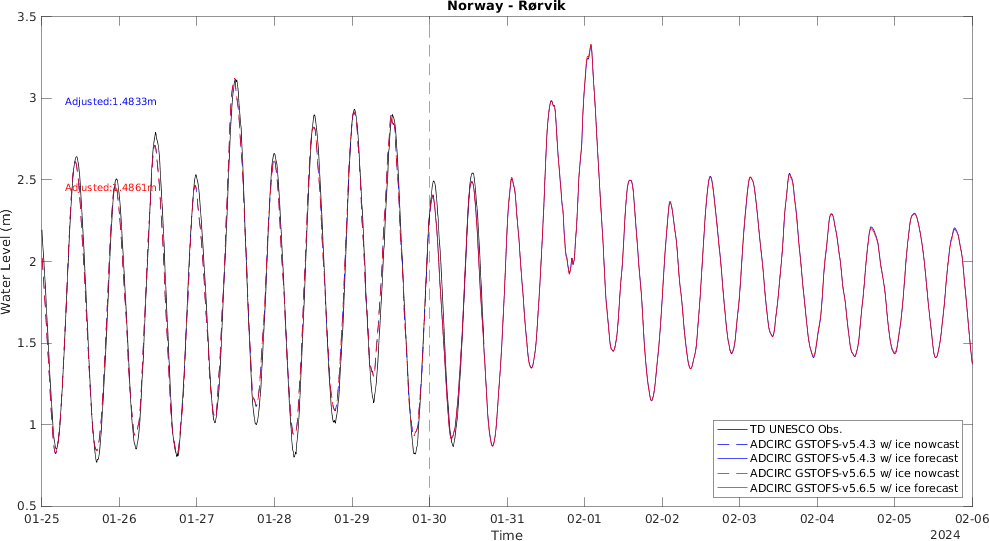 Norway - Rørvik
3.5
3
2.5
2
1.5
1
0.5
Water Level (m)
Adjusted:1.4833m
Adjusted:1.4861m
TD UNESCO Obs.
ADCIRC GSTOFS-v5.4.3 w/ ice nowcast
ADCIRC GSTOFS-v5.4.3 w/ ice forecast
ADCIRC GSTOFS-v5.6.5 w/ ice nowcast
ADCIRC GSTOFS-v5.6.5 w/ ice forecast
01-25 01-26 01-27 01-28 01-29 01-30 01-31 02-01 02-02 02-03 02-04 02-05 02-06
Time
2024